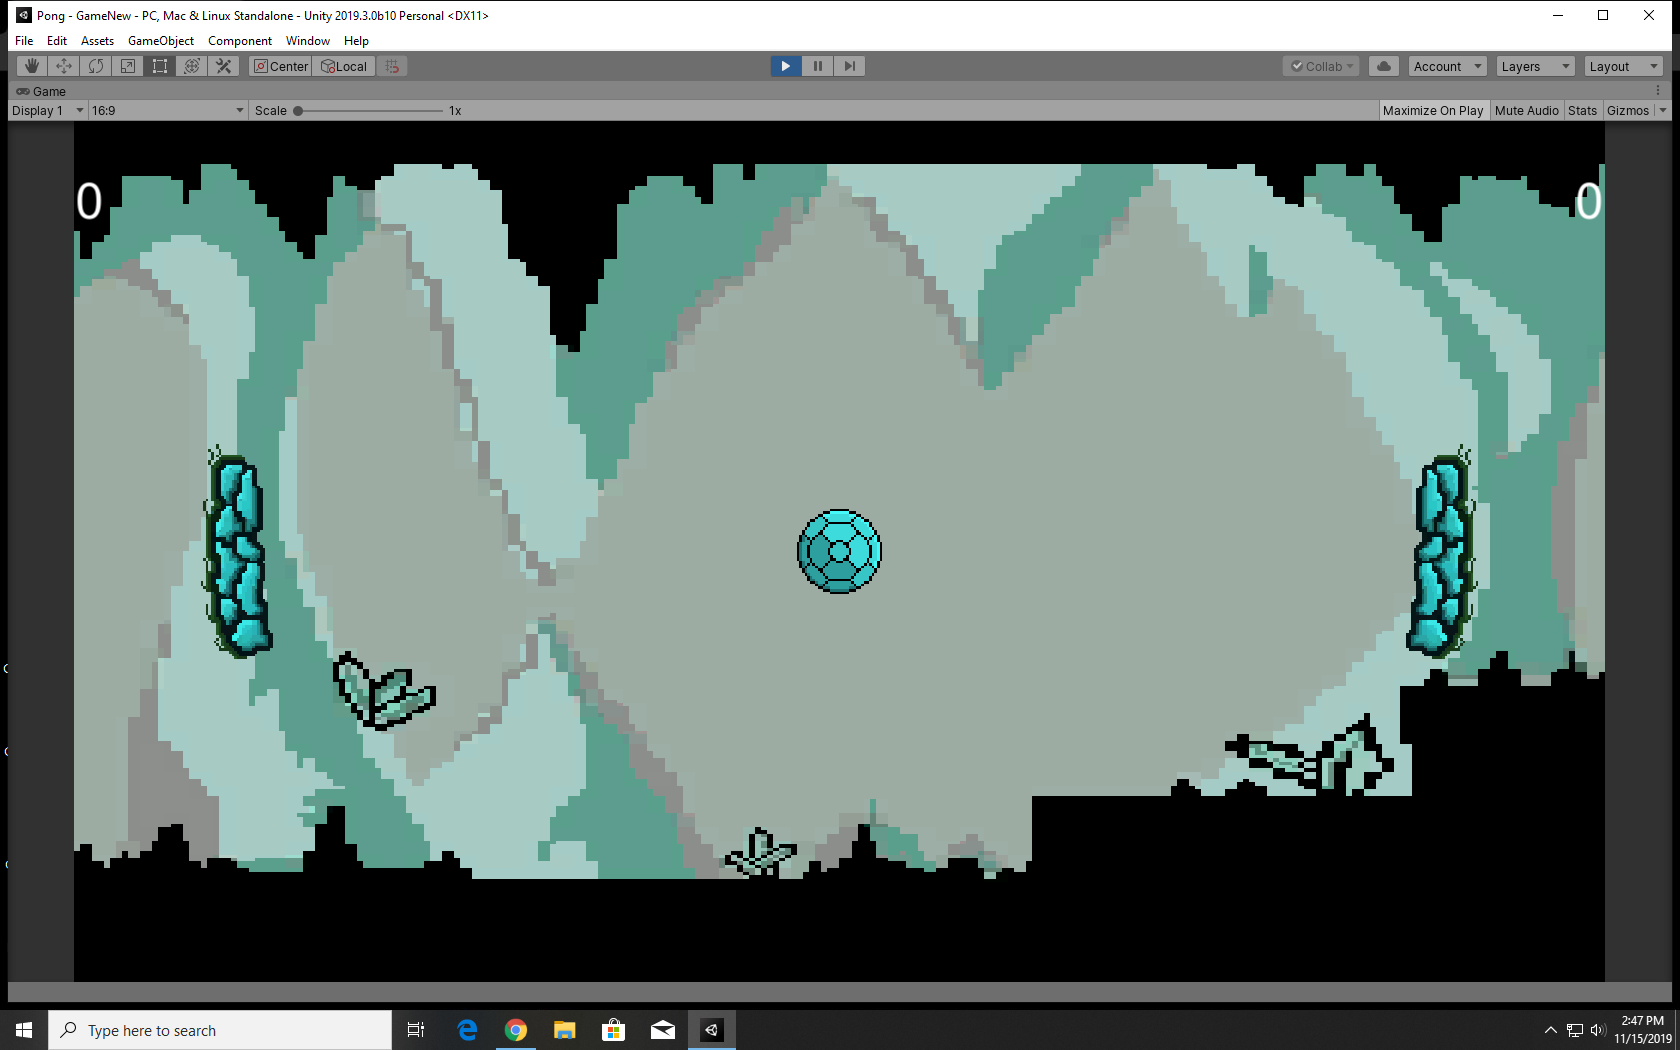 Pong - GameNew - PC, Mac & Linux Standalone - Unity 2019.3.0b10 Personal <DX11>
File Edit Assets GameObject Component Window Help
Center Local Collab Account Layers Layout
Game
Display 1 16:9 Scale 1x Maximize On Play Mute Audio Stats Gizmos
0 0
Type here to search
2:47 PM
11/15/2019